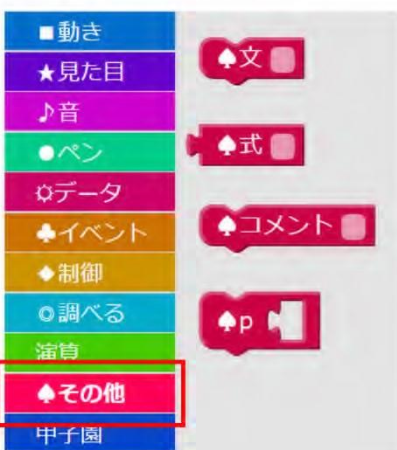 ■動き
★見た目
♪音
●ペン
✡データ
♣イベント
◆制御
◎調べる
演算
♠その他
甲子園
♠文
♠式
♠コメント
♠p